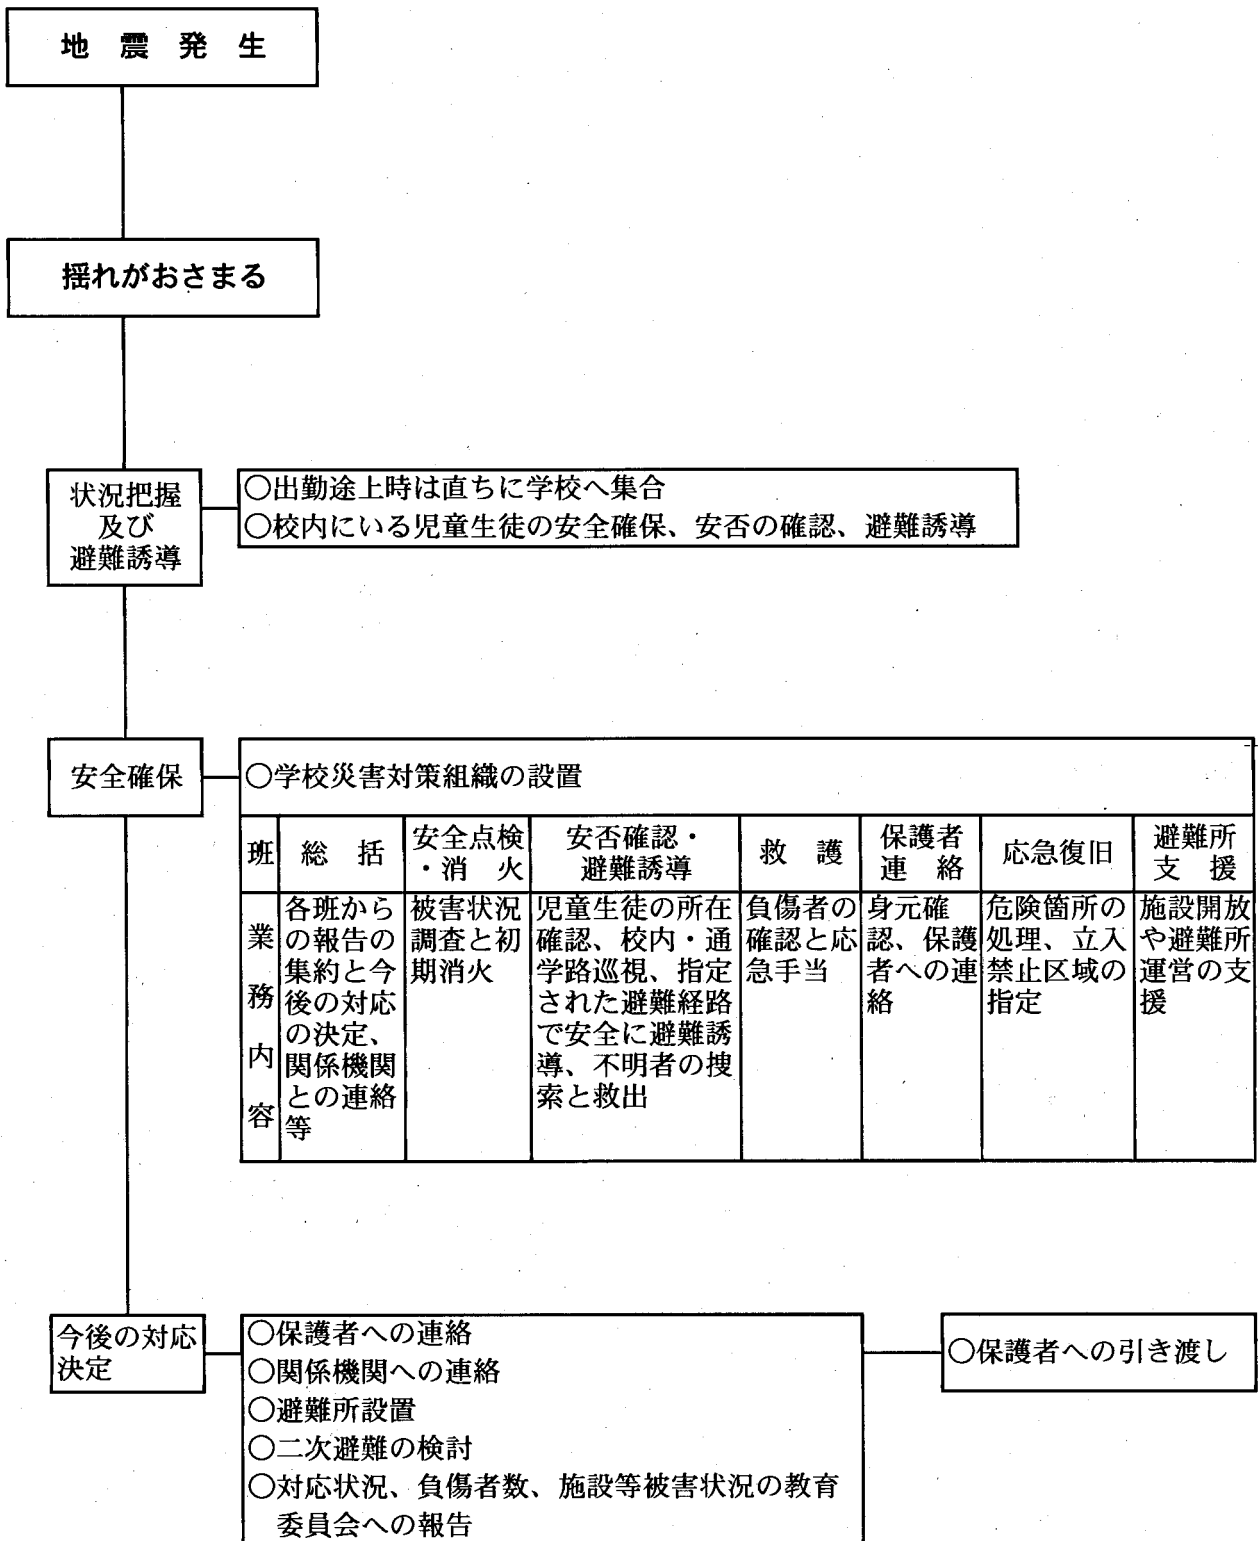 地震発生
揺れがおさまる
状況把握
及び
避難誘導
○出勤途上時は直ちに学校へ集合
○校内にいる児童生徒の安全確保、安否の確認、避難誘導
安全確保
○学校災害対策組織の設置
班
総括
安全点検
・消火
安否確認・
避難誘導
救護
保護者
連絡
応急復旧
避難所
支援
業務内容
各班から
の報告の
集約と今
後の対応
の決定、
関係機関
との連絡
等
被害状況
調査と初
期消火
児童生徒の所在
確認、校内・通
学路巡視、指定
された避難経路
で安全に避難誘
導、不明者の捜
索と救出
負傷者の
確認と応
急手当
身元確
認、保護
者への連
絡
危険箇所の
処理、立入
禁止区域の
指定
施設開放
や避難所
運営の支
援
今後の対応
決定
○保護者への連絡
○関係機関への連絡
○避難所設置
○二次避難の検討
○対応状況、負傷者数、施設等被害状況の教育
委員会への報告
○保護者への引き渡し